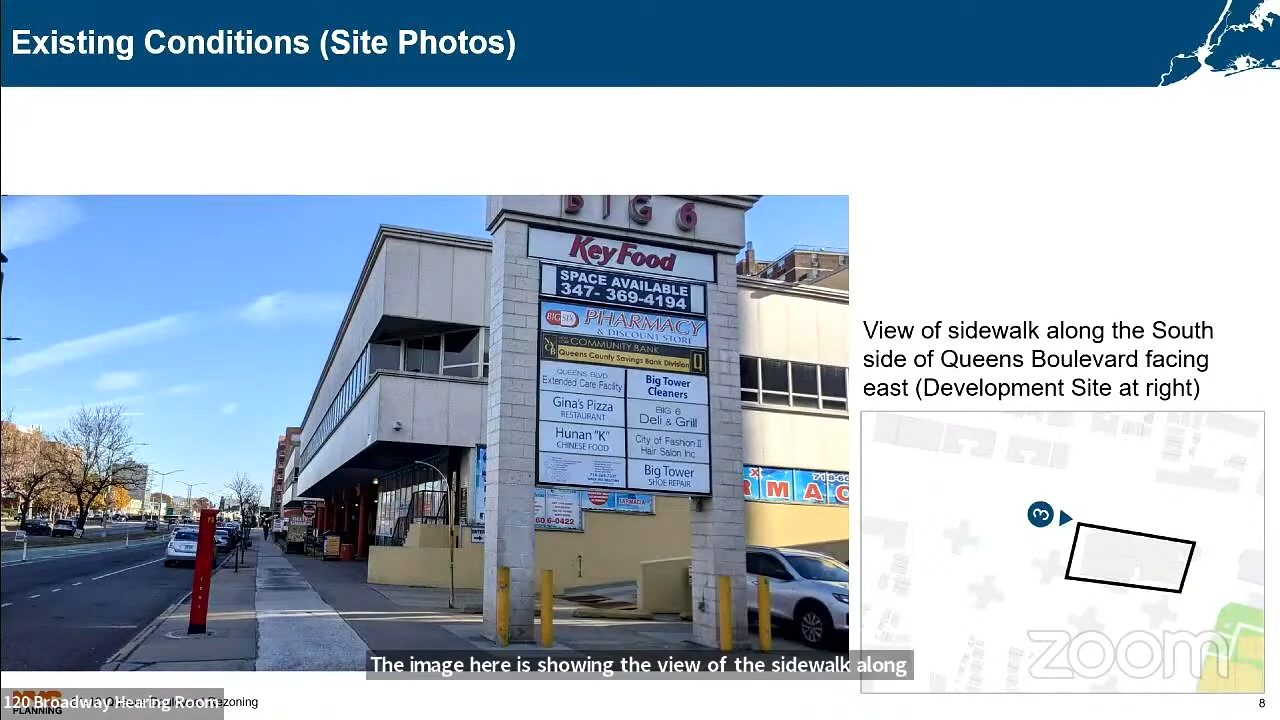 Existing Conditions (Site Photos)
BIG 6
KeyFood
SPACE AVAILABLE
347- 369-4194
BIG SIX PHARMACY
& DISCOUNT STORE
COMMUNITY BANK
Queens County Savings Bank Division
QUEENS BLVD
Extended Care Facility
Big Tower
Cleaners
Gina's Pizza
RESTAURANT
BIG 6
Deli & Grill
Hunan "K"
CHINESE FOOD
City of Fashion II
Hair Salon Inc
Big Tower
SHOE REPAIR
View of sidewalk along the South
side of Queens Boulevard facing
east (Development Site at right)
3
zoom
The image here is showing the view of the sidewalk along
120 Broadway Hearing Room
Rezoning
PLANNING
8